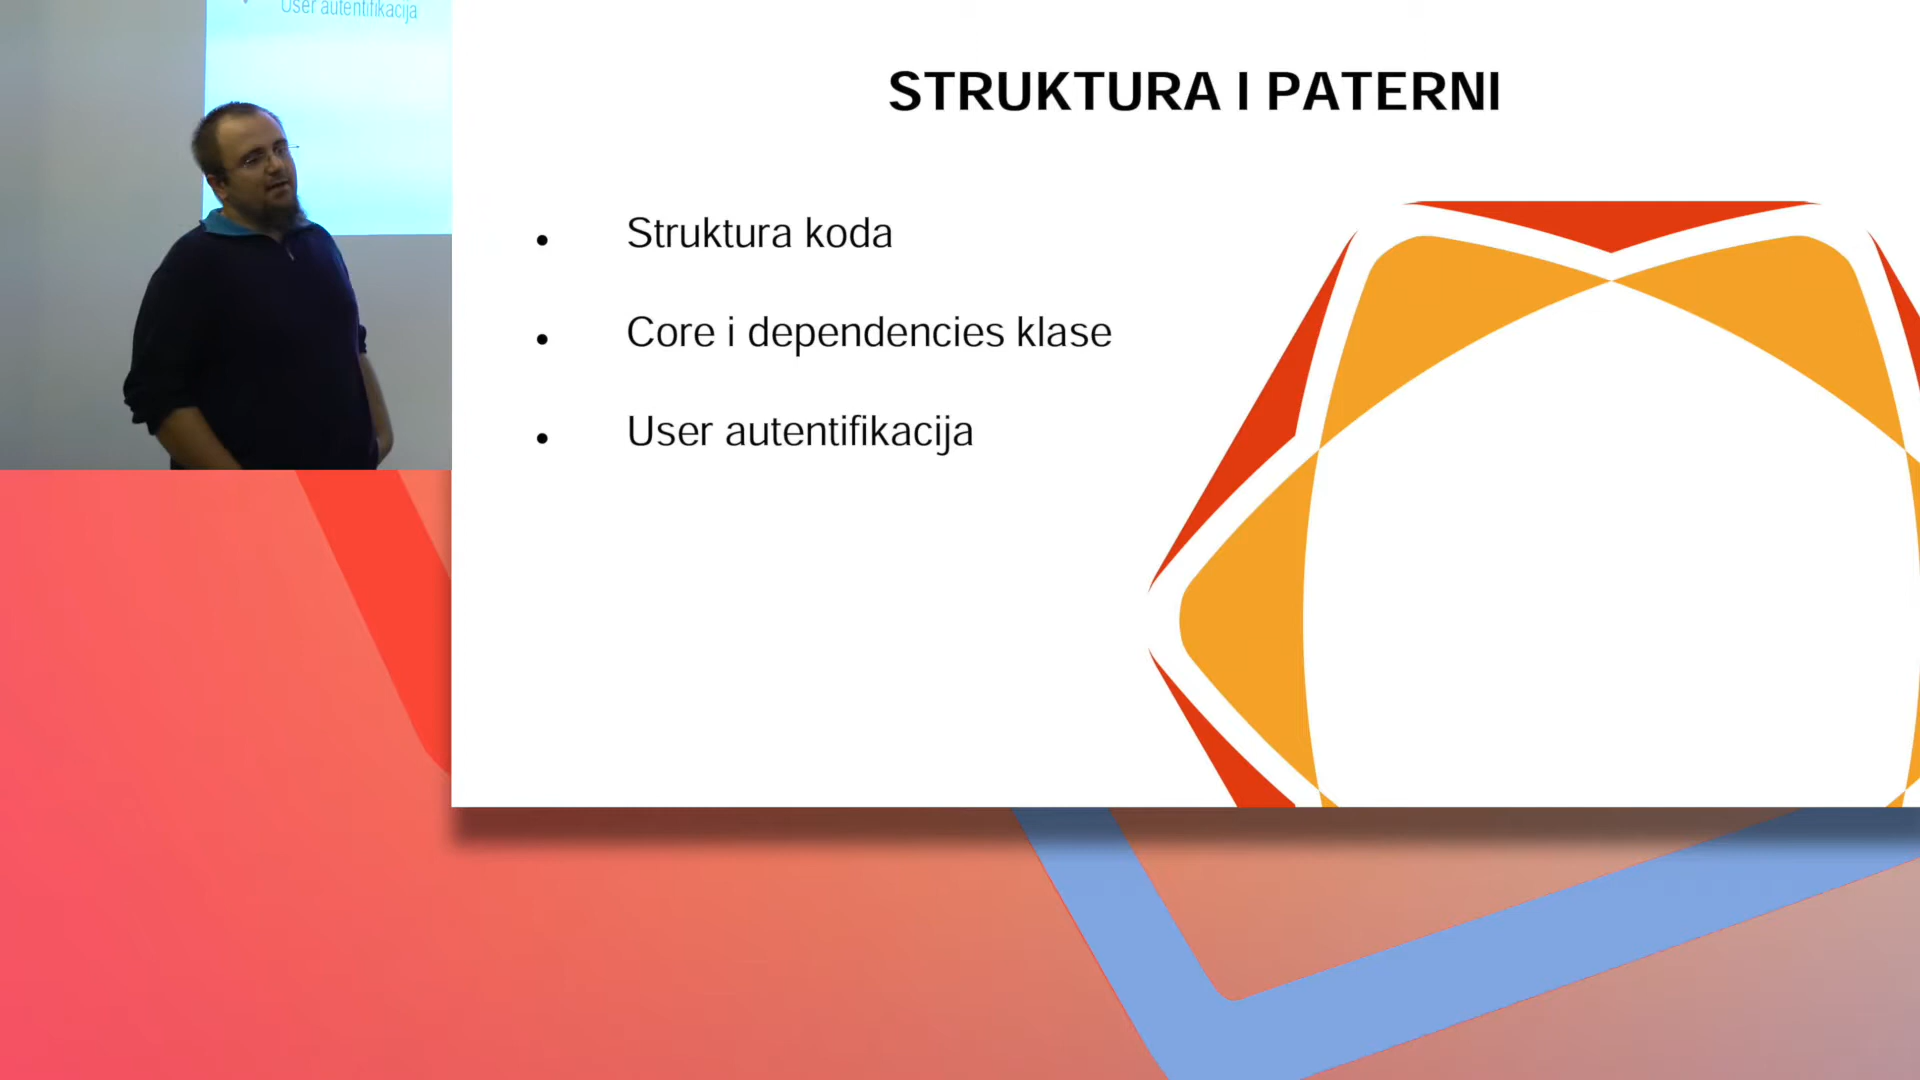 User autentifikacija
STRUKTURA I PATERNI
Struktura koda
Core i dependencies klase
User autentifikacija